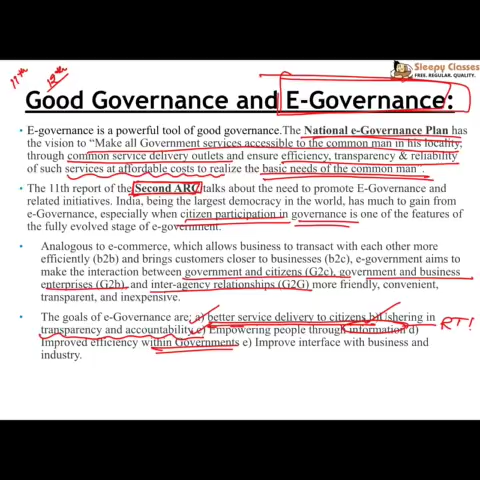 11th
12th
Sleepy Classes
FREE. REGULAR. QUALITY.
Good Governance and E-Governance:
• E-governance is a powerful tool of good governance. The National e-Governance Plan has
the vision to “Make all Government services accessible to the common man in his locality,
through common service delivery outlets and ensure efficiency, transparency & reliability
of such services at affordable costs to realize the basic needs of the common man.
• The 11th report of the Second ARC talks about the need to promote E-Governance and
related initiatives. India, being the largest democracy in the world, has much to gain from
e-Governance, especially when citizen participation in governance is one of the features of
the fully evolved stage of e-government.
Analogous to e-commerce, which allows business to transact with each other more
efficiently (b2b) and brings customers closer to businesses (b2c), e-government aims to
make the interaction between government and citizens (G2c), government and business
enterprises (G2b), and inter-agency relationships (G2G) more friendly, convenient,
transparent, and inexpensive.
• The goals of e-Governance are; a) better service delivery to citizens b) Ushering in
transparency and accountability c) Empowering people through information d)
Improved efficiency within Governments e) Improve interface with business and
industry.
RTI